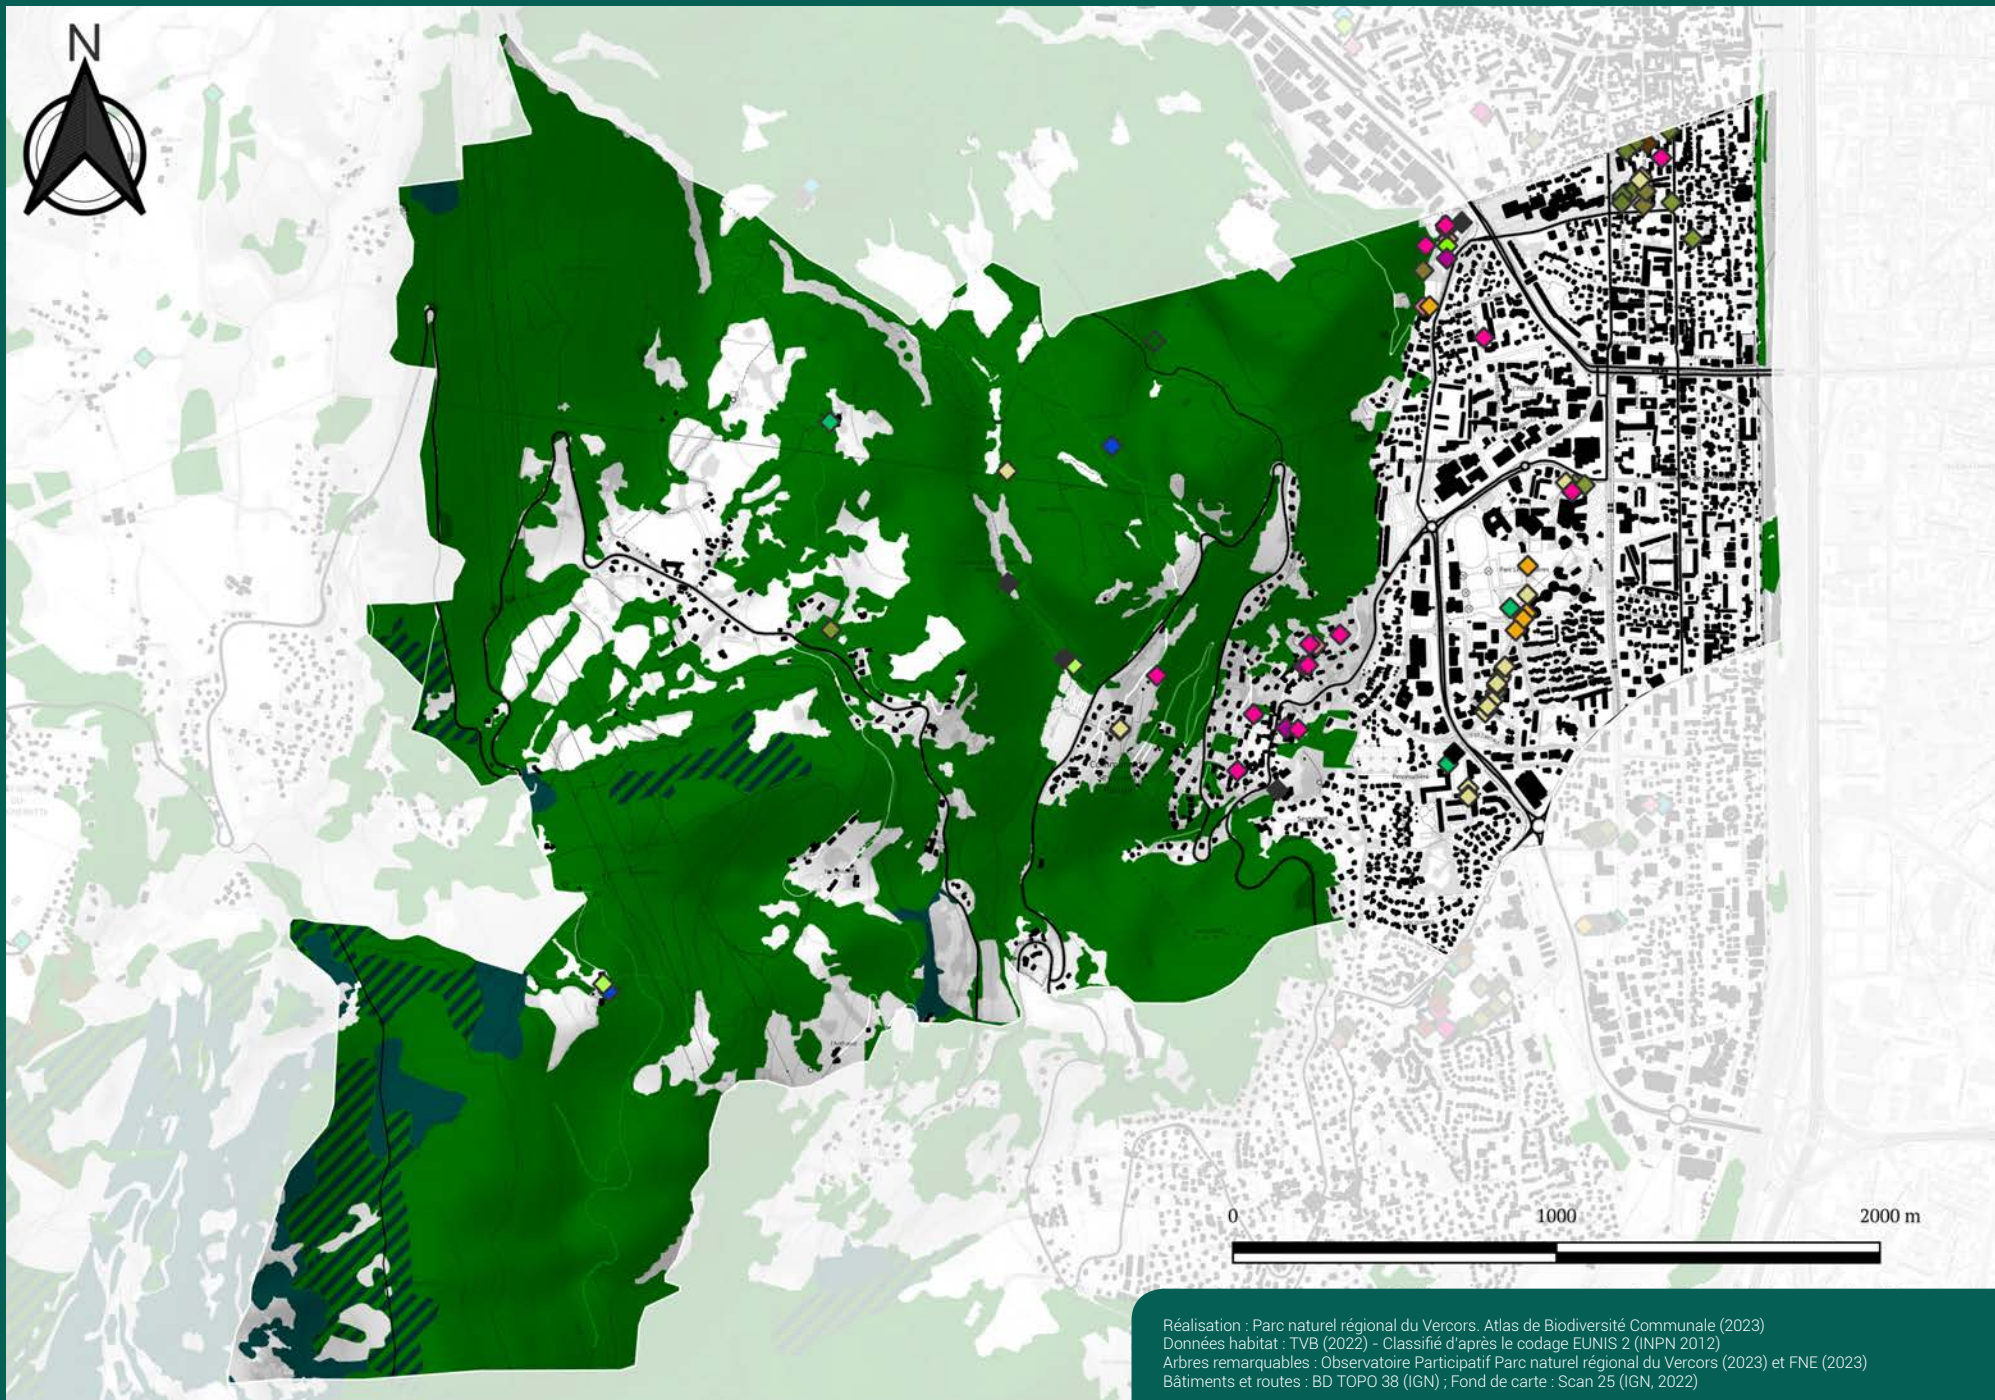 N
0 1000 2000 m
Réalisation : Parc naturel régional du Vercors. Atlas de Biodiversité Communale (2023)
Données habitat : TVB (2022) - Classifié d'après le codage EUNIS 2 (INPN 2012)
Arbres remarquables : Observatoire Participatif Parc naturel régional du Vercors (2023) et FNE (2023)
Bâtiments et routes : BD TOPO 38 (IGN) ; Fond de carte : Scan 25 (IGN, 2022)